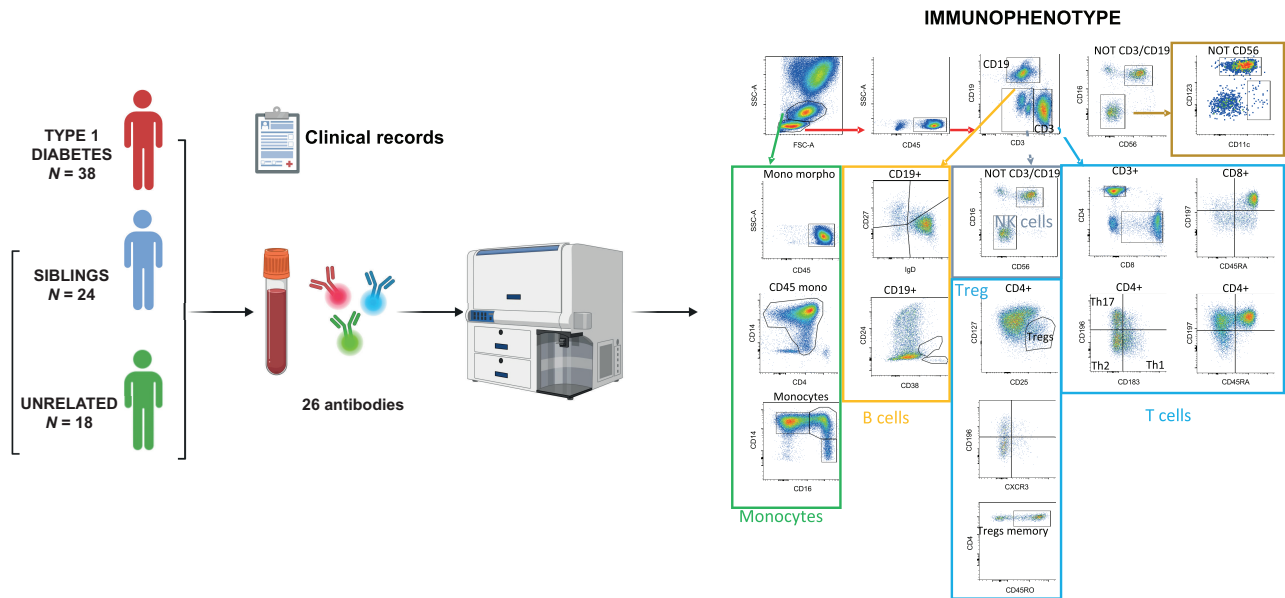 IMMUNOPHENOTYPE
TYPE 1
DIABETES
N = 38
SIBLINGS
N = 24
UNRELATED
N = 18
Clinical records
26 antibodies
SSC-A
FSC-A
SSC-A
CD45
CD19
CD19
CD3
CD3
NOT CD3/CD19
CD16
CD56
NOT CD56
CD123
CD11c
Mono morpho
SSC-A
CD45
CD45 mono
CD14
CD4
Monocytes
CD14
CD16
Monocytes
CD19+
CD27
IgD
CD19+
CD24
CD38
B cells
NOT CD3/CD19
CD16
NK cells
CD56
Treg
CD4+
CD127
Tregs
CD25
CD196
CXCR3
CD4
Tregs memory
CD45RO
CD3+
CD4
CD8
CD8+
CD197
CD45RA
CD4+
Th17
CD196
Th2
Th1
CD183
CD4+
CD197
CD45RA
T cells